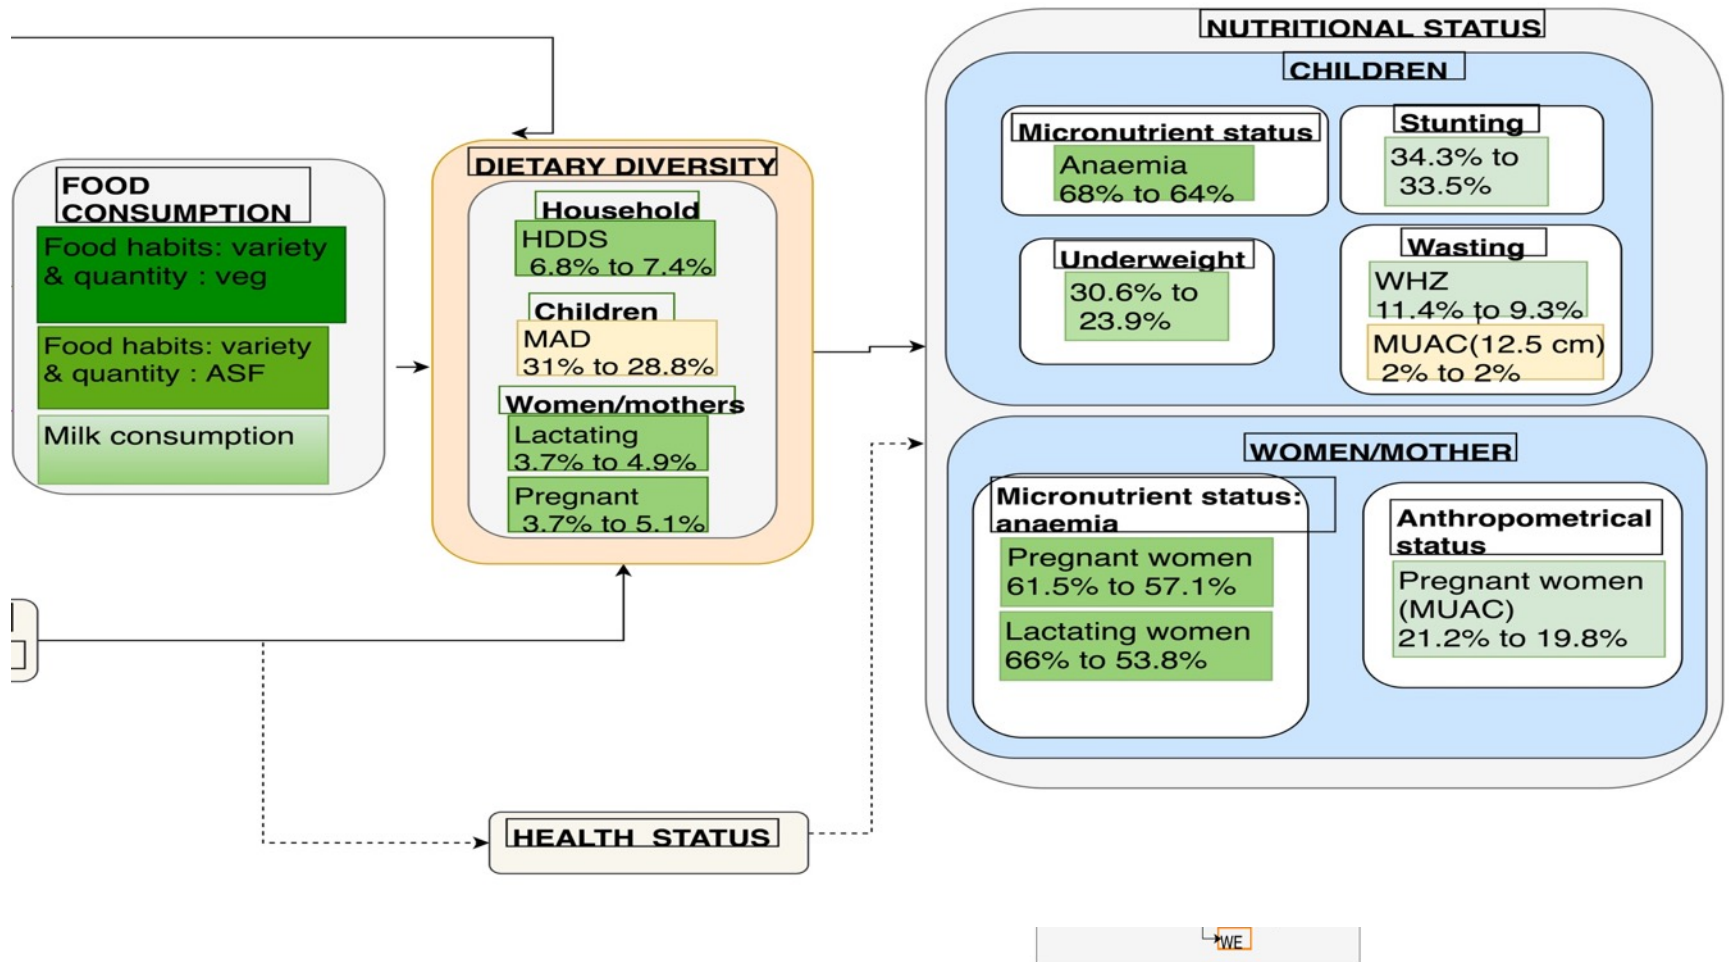 FOOD
CONSUMPTION
Food habits: variety
& quantity : veg
Food habits: variety
& quantity : ASF
Milk consumption
DIETARY DIVERSITY
Household
HDDS
6.8% to 7.4%
Children
MAD
31% to 28.8%
Women/mothers
Lactating
3.7% to 4.9%
Pregnant
3.7% to 5.1%
HEALTH STATUS
NUTRITIONAL STATUS
CHILDREN
Micronutrient status
Anaemia
68% to 64%
Stunting
34.3% to
33.5%
Underweight
30.6% to
23.9%
Wasting
WHZ
11.4% to 9.3%
MUAC(12.5 cm)
2% to 2%
WOMEN/MOTHER
Micronutrient status:
anaemia
Pregnant women
61.5% to 57.1%
Lactating women
66% to 53.8%
Anthropometrical
status
Pregnant women
(MUAC)
21.2% to 19.8%
WE